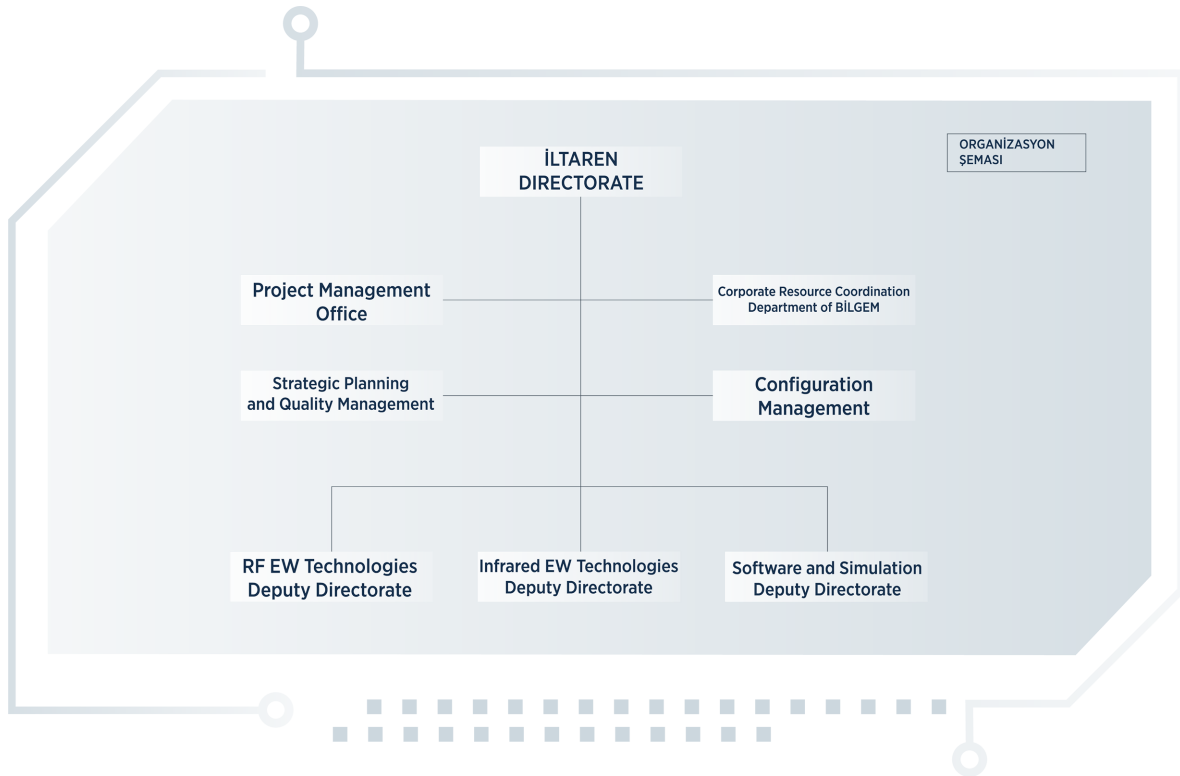 ORGANİZASYON
ŞEMASI
İLTAREN
DIRECTORATE
Project Management
Office
Corporate Resource Coordination
Department of BİLGEM
Strategic Planning
and Quality Management
Configuration
Management
RF EW Technologies
Deputy Directorate
Infrared EW Technologies
Deputy Directorate
Software and Simulation
Deputy Directorate